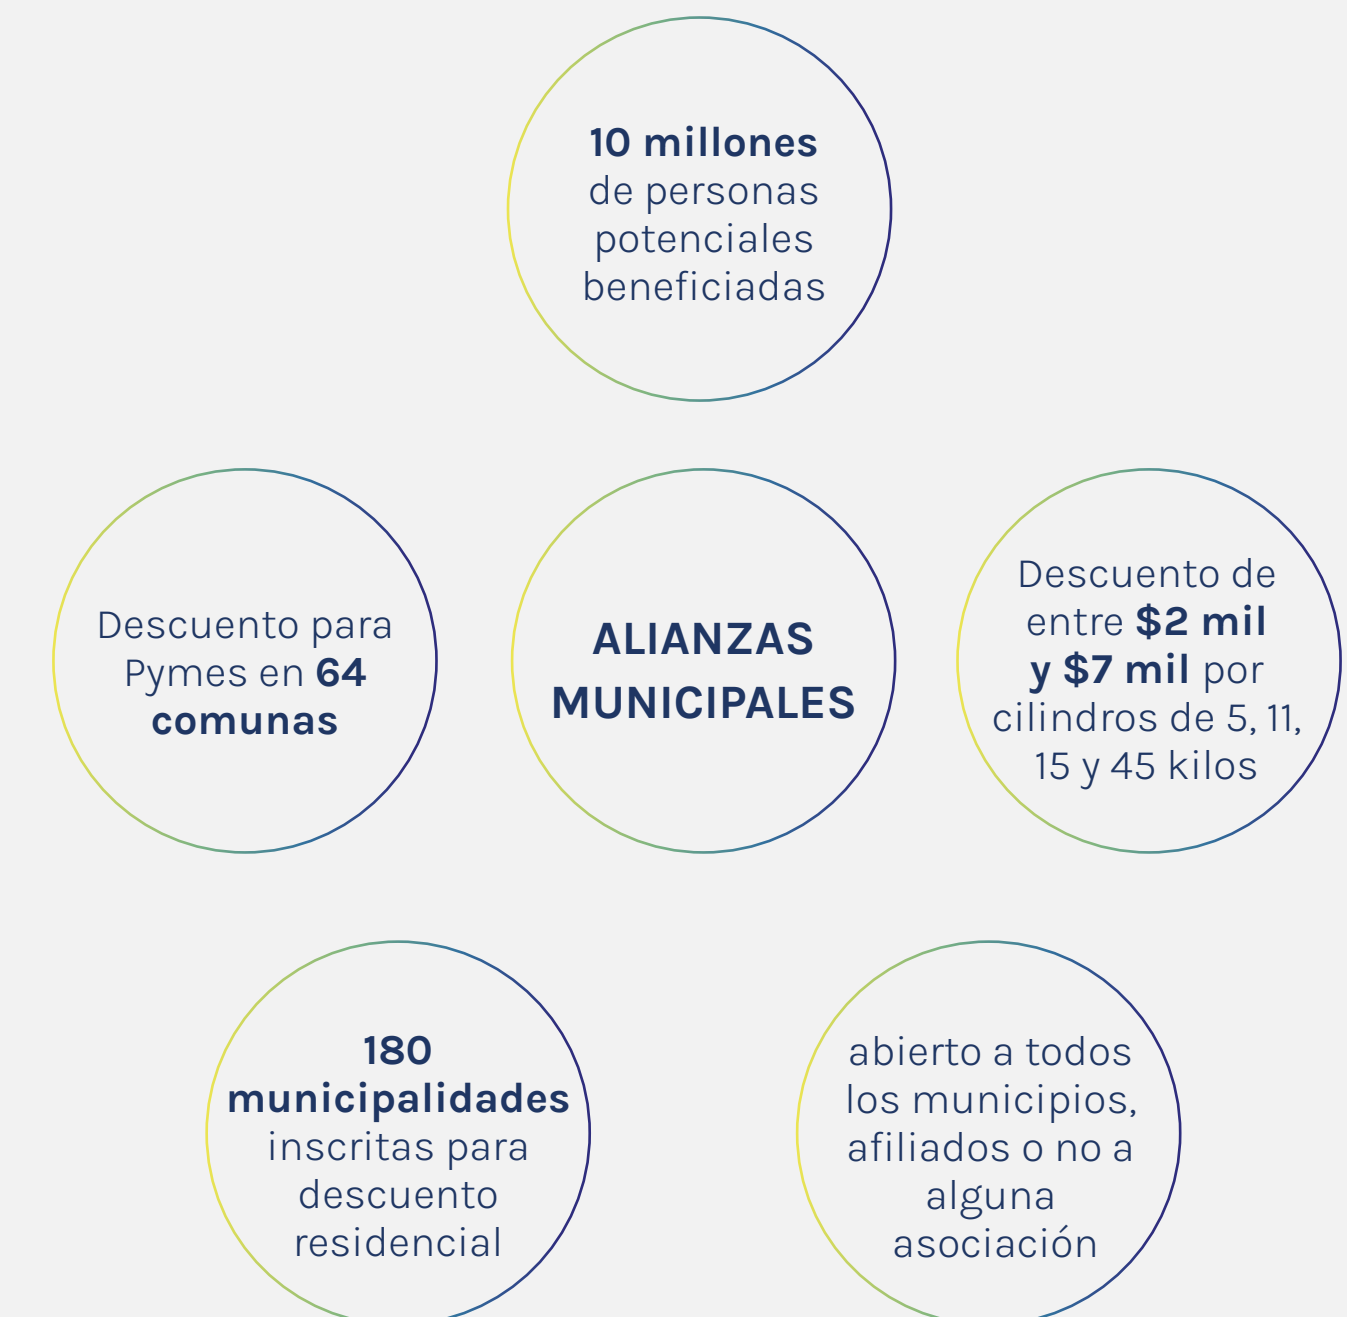 10 millones
de personas
potenciales
beneficiadas
Descuento para
Pymes en 64
comunas
ALIANZAS
MUNICIPALES
Descuento de
entre $2 mil
y $7 mil por
cilindros de 5, 11,
15 y 45 kilos
180
municipalidades
inscritas para
descuento
residencial
abierto a todos
los municipios,
afiliados o no a
alguna
asociación